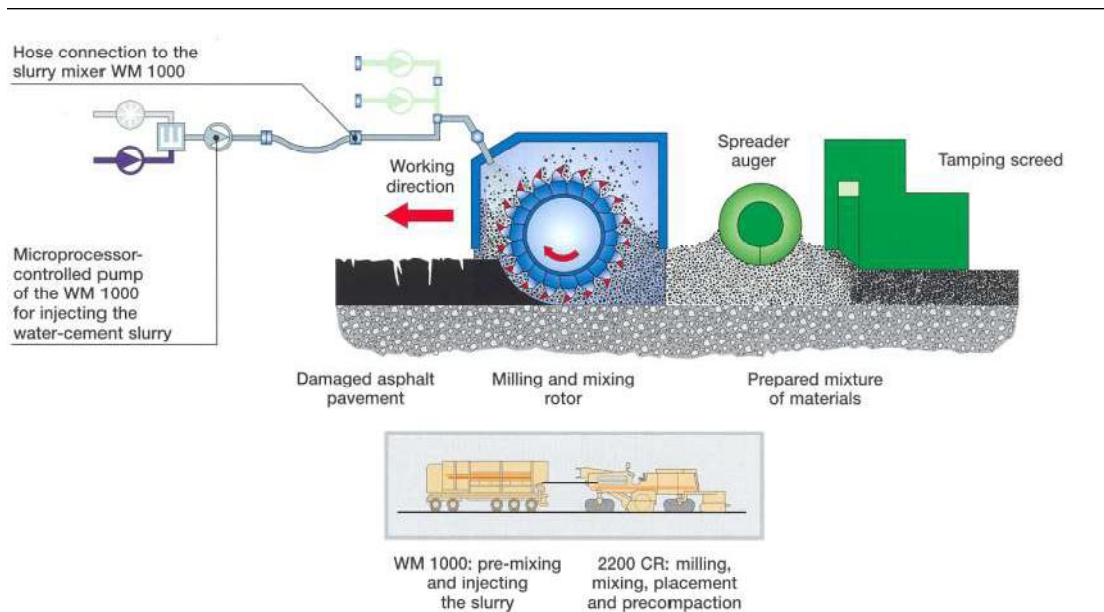 Hose connection to the
slurry mixer WM 1000
Working
direction
Spreader
auger
Tamping screed
Microprocessor-
controlled pump
of the WM 1000
for injecting the
water-cement slurry
Damaged asphalt
pavement
Milling and mixing
rotor
Prepared mixture
of materials
WM 1000: pre-mixing
and injecting
the slurry
2200 CR: milling,
mixing, placement
and precompaction